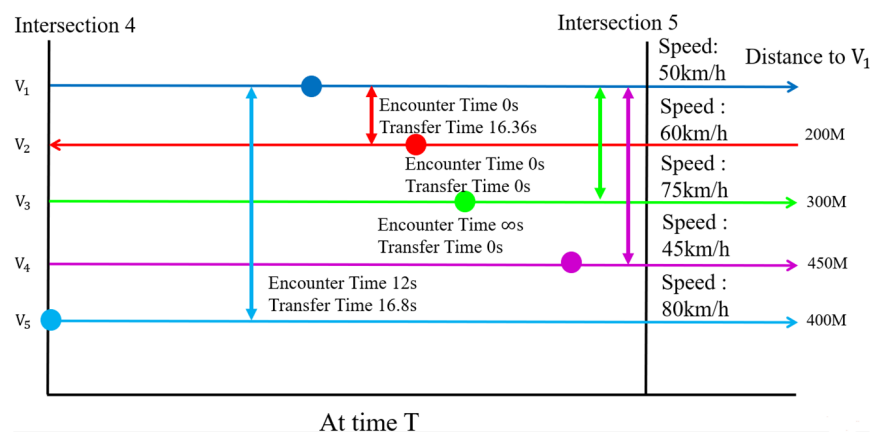 Intersection 4
Intersection 5
Speed:
50km/h
Distance to V₁
V₁
Encounter Time 0s
Transfer Time 16.36s
Speed :
60km/h
200M
V₂
Encounter Time 0s
Transfer Time 0s
Speed :
75km/h
300M
V₃
Encounter Time ∞s
Transfer Time 0s
Speed :
45km/h
450M
V₄
Encounter Time 12s
Transfer Time 16.8s
Speed :
80km/h
400M
V₅
At time T